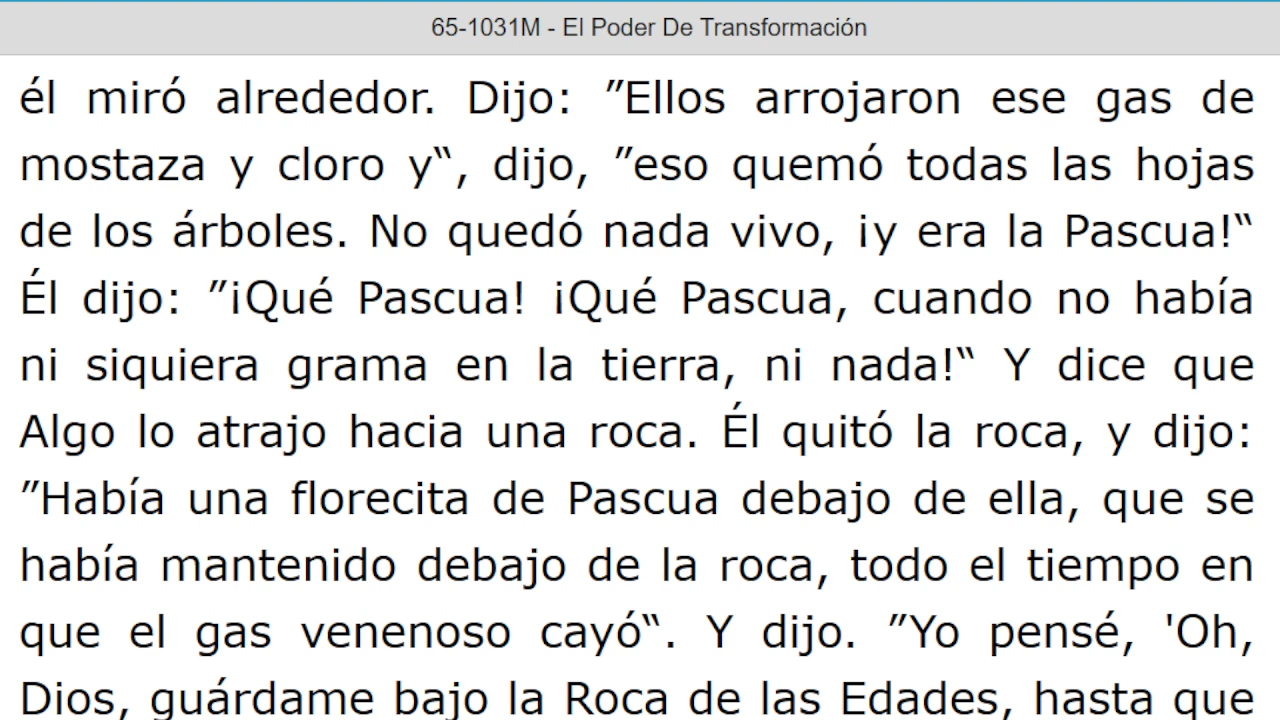 65-1031M - El Poder De Transformación
él miró alrededor. Dijo: ”Ellos arrojaron ese gas de
mostaza y cloro y“, dijo, ”eso quemó todas las hojas
de los árboles. No quedó nada vivo, ¡y era la Pascua!“
Él dijo: ”¡Qué Pascua! ¡Qué Pascua, cuando no había
ni siquiera grama en la tierra, ni nada!“ Y dice que
Algo lo atrajo hacia una roca. Él quitó la roca, y dijo:
”Había una florecita de Pascua debajo de ella, que se
había mantenido debajo de la roca, todo el tiempo en
que el gas venenoso cayó“. Y dijo. ”Yo pensé, 'Oh,
Dios, guárdame bajo la Roca de las Edades, hasta que